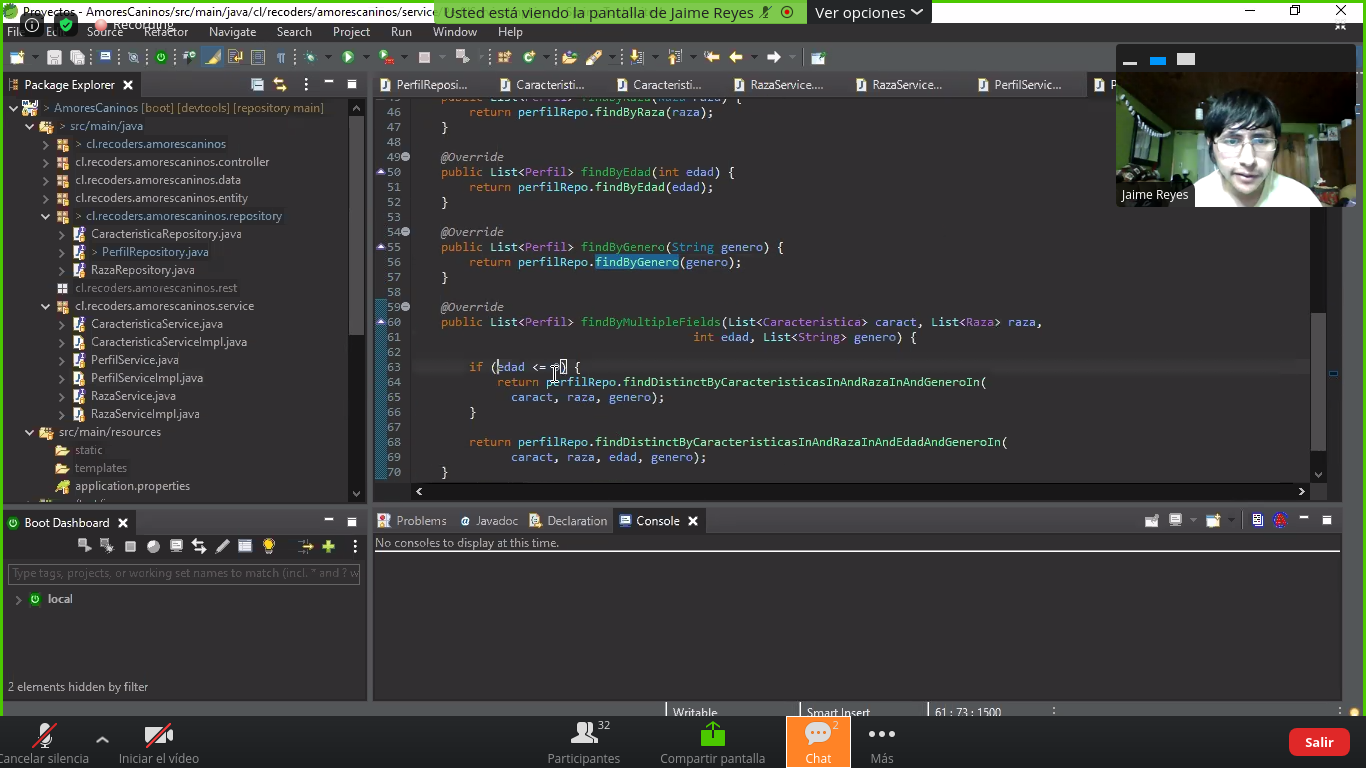 Proyectos - AmoresCaninos/src/main/java/cl/recoders/amorescaninos/service
Usted está viendo la pantalla de Jaime Reyes
Ver opciones
Recording
Source Refactor Navigate Search Project Run Window Help
Package Explorer
PerfilReposi...
Caracteristi...
Caracteristi...
RazaService....
RazaService...
PerfilServic...
> AmoresCaninos [boot] [devtools] [repository main]
> src/main/java
> cl.recoders.amorescaninos
cl.recoders.amorescaninos.controller
cl.recoders.amorescaninos.data
cl.recoders.amorescaninos.entity
> cl.recoders.amorescaninos.repository
CaracteristicaRepository.java
> PerfilRepository.java
RazaRepository.java
cl.recoders.amorescaninos.rest
cl.recoders.amorescaninos.service
CaracteristicaService.java
CaracteristicaServiceImpl.java
PerfilService.java
PerfilServiceImpl.java
RazaService.java
RazaServiceImpl.java
src/main/resources
static
templates
application.properties
46 return perfilRepo.findByRaza(raza);
47 }
48
49 @Override
50 public List<Perfil> findByEdad(int edad) {
51 return perfilRepo.findByEdad(edad);
52 }
53
54 @Override
55 public List<Perfil> findByGenero(String genero) {
56 return perfilRepo.findByGenero(genero);
57 }
58
59 @Override
60 public List<Perfil> findByMultipleFields(List<Caracteristica> caract, List<Raza> raza,
61 int edad, List<String> genero) {
62
63 if (edad <= ) {
64 return perfilRepo.findDistinctByCaracteristicasInAndRazaInAndGeneroIn(
65 caract, raza, genero);
66 }
67
68 return perfilRepo.findDistinctByCaracteristicasInAndRazaInAndEdadAndGeneroIn(
69 caract, raza, edad, genero);
70 }
Jaime Reyes
Boot Dashboard
Type tags, projects, or working set names to match (incl. * and ? w
local
2 elements hidden by filter
Problems
@ Javadoc
Declaration
Console
No consoles to display at this time.
Writable
Smart Insert
61 : 73 : 1500
Cancelar silencia
Iniciar el vídeo
32
Participantes
Compartir pantalla
2
Chat
Más
Salir